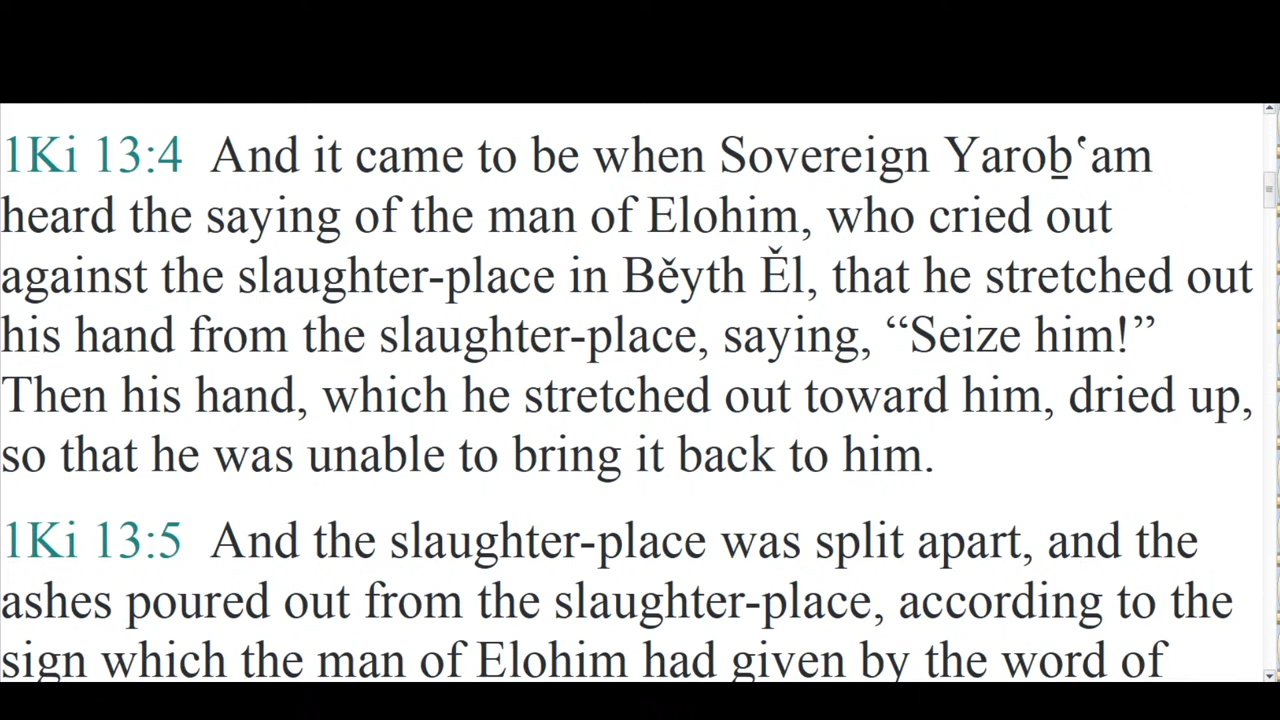 1Ki 13:4 And it came to be when Sovereign Yaroḇʽam
heard the saying of the man of Elohim, who cried out
against the slaughter-place in Bĕyth Ěl, that he stretched out
his hand from the slaughter-place, saying, “Seize him!”
Then his hand, which he stretched out toward him, dried up,
so that he was unable to bring it back to him.
1Ki 13:5 And the slaughter-place was split apart, and the
ashes poured out from the slaughter-place, according to the
sign which the man of Elohim had given by the word of